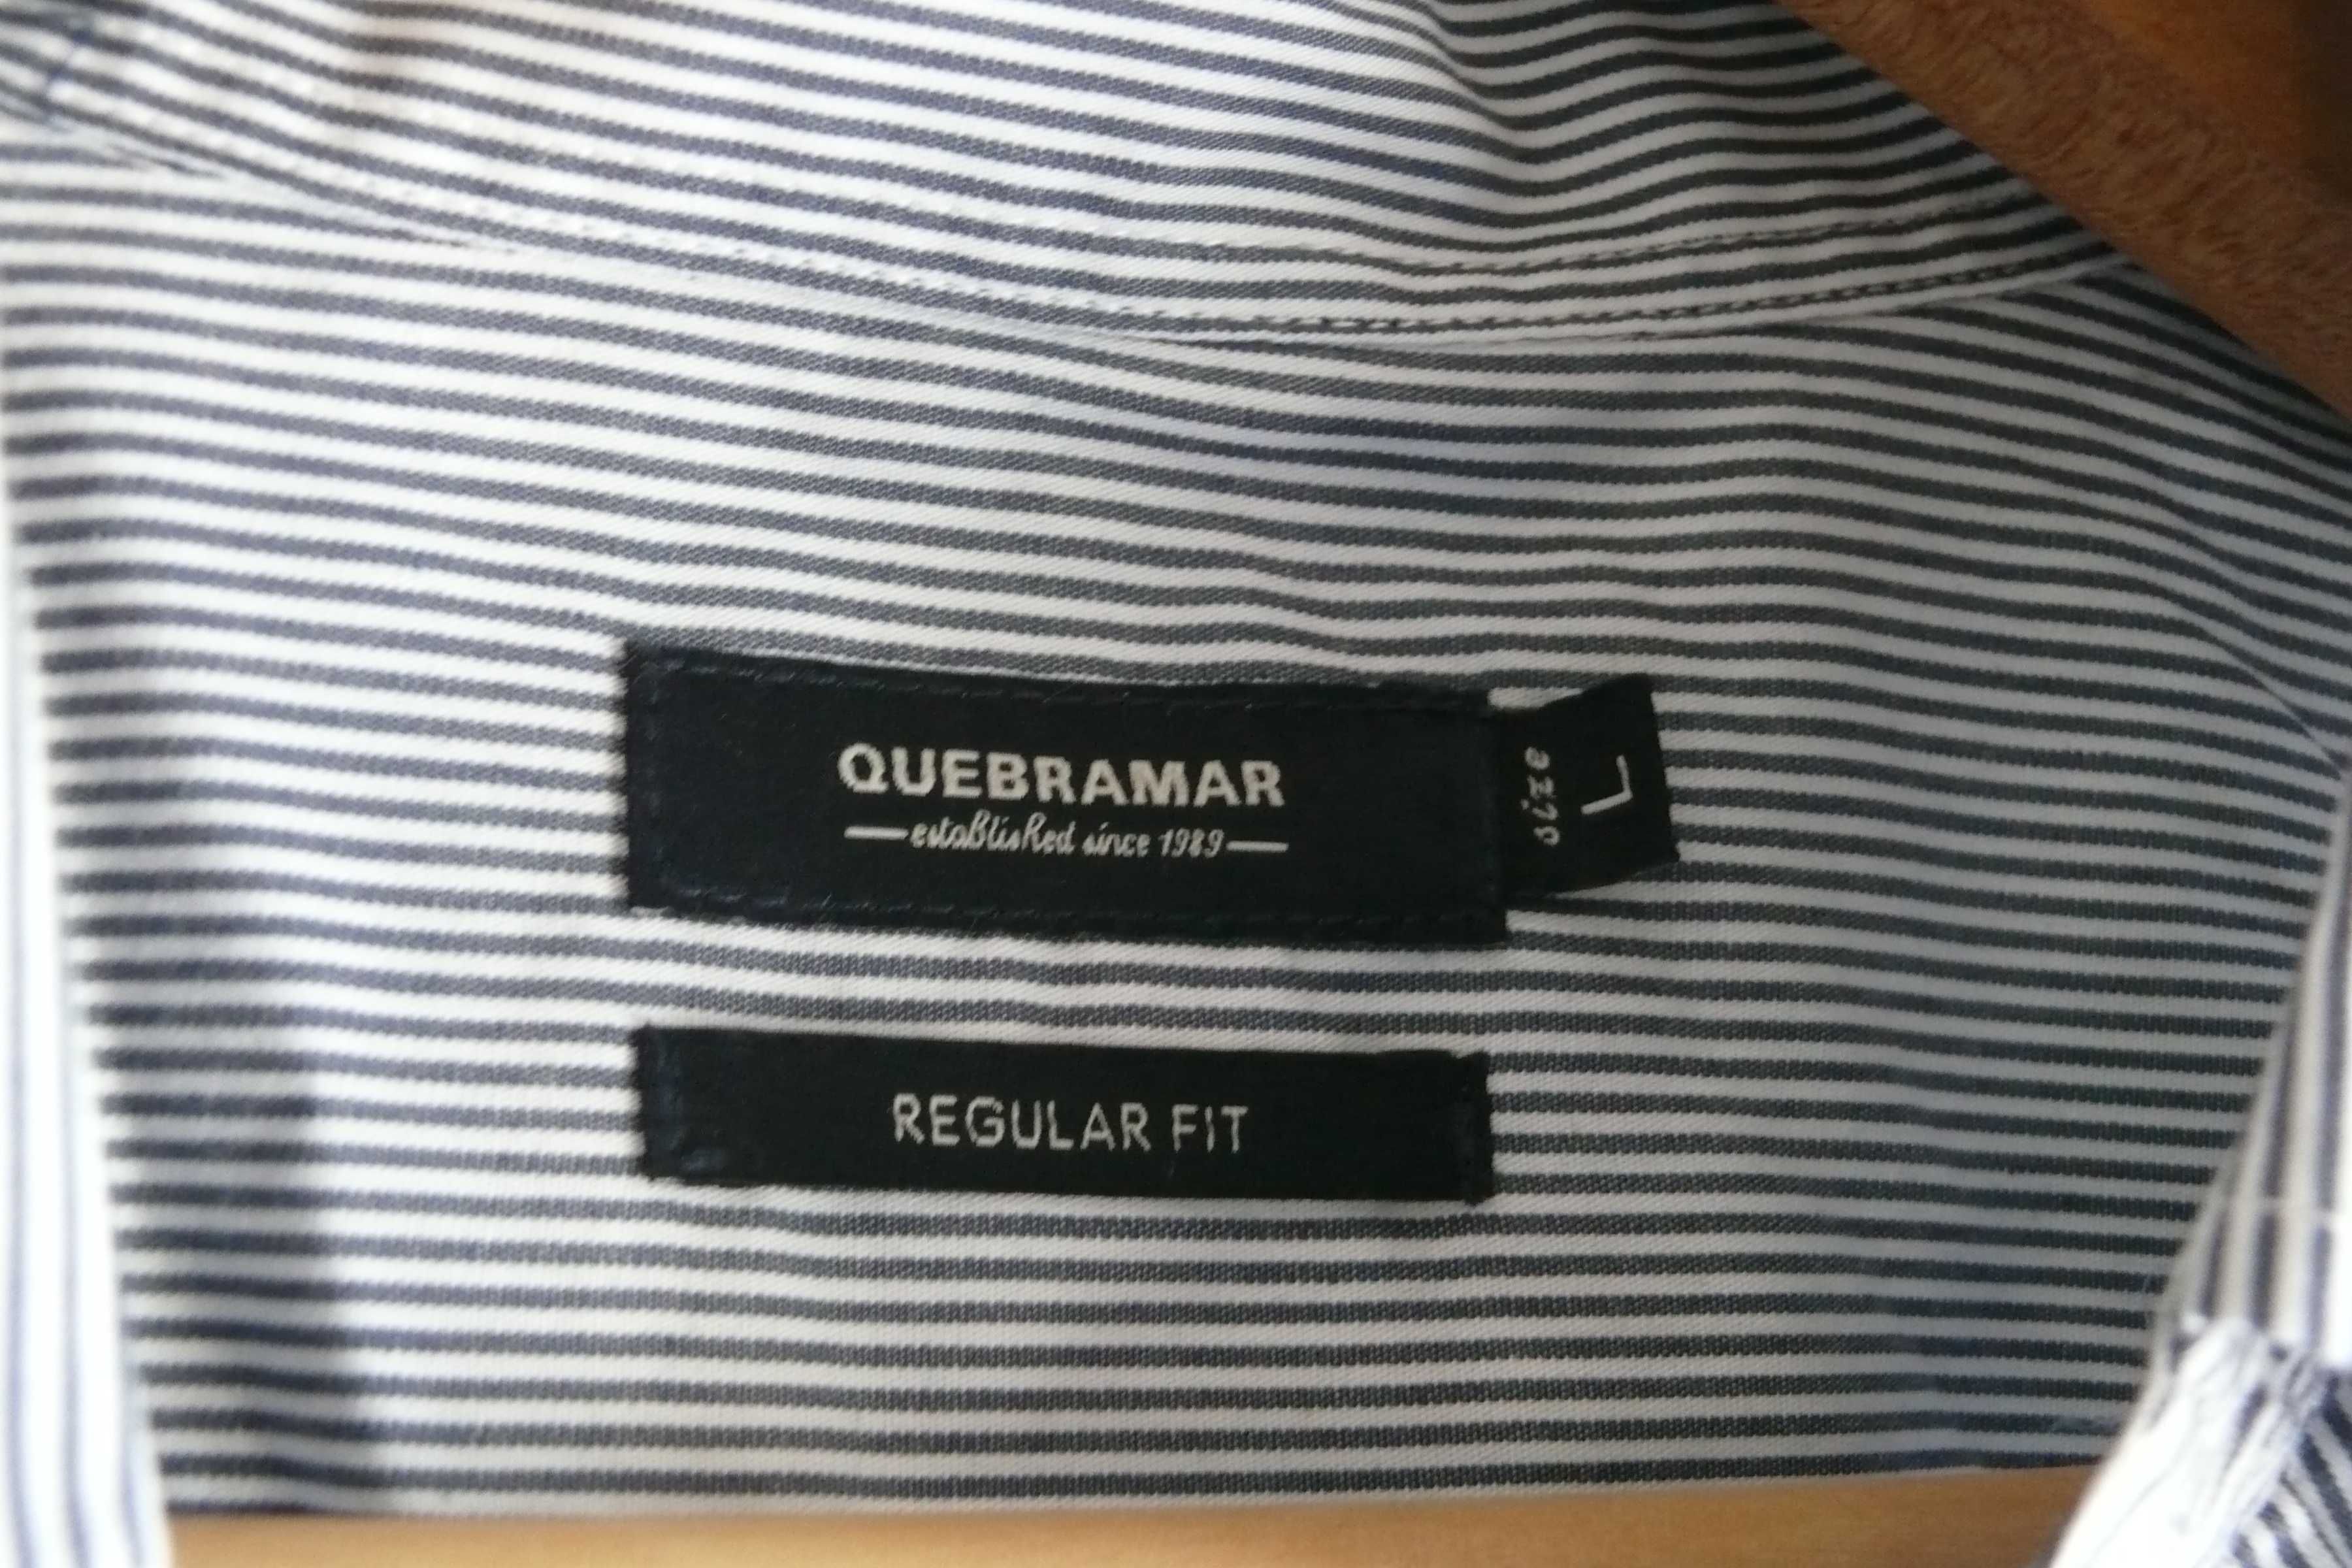 QUEBRAMAR
established since 1989
size
L
REGULAR FIT